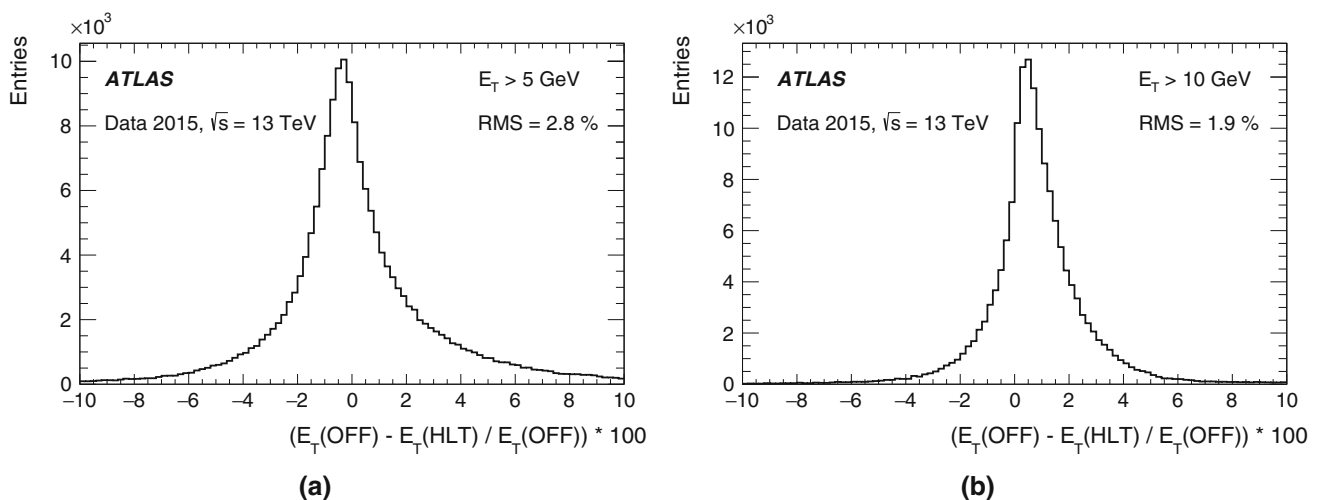 ×10³
Entries
10
8
6
4
2
0
ATLAS
E_T > 5 GeV
Data 2015, √s = 13 TeV
RMS = 2.8 %
−10 −8 −6 −4 −2 0 2 4 6 8 10
(E_T(OFF) - E_T(HLT) / E_T(OFF)) * 100
(a)
×10³
Entries
12
10
8
6
4
2
0
ATLAS
E_T > 10 GeV
Data 2015, √s = 13 TeV
RMS = 1.9 %
−10 −8 −6 −4 −2 0 2 4 6 8 10
(E_T(OFF) - E_T(HLT) / E_T(OFF)) * 100
(b)